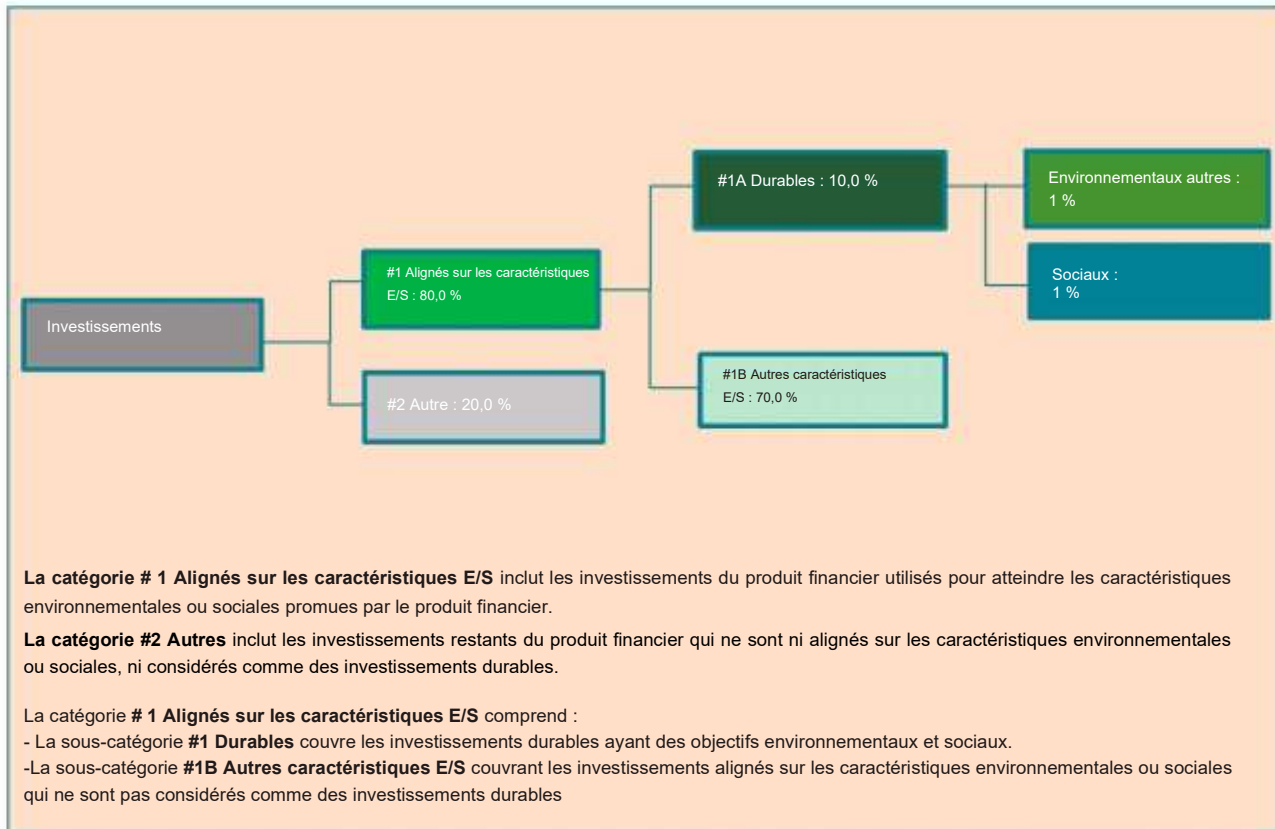 #1A Durables : 10,0 %
Environnementaux autres :
1 %
#1 Alignés sur les caractéristiques
E/S : 80,0 %
Sociaux :
1 %
Investissements
#1B Autres caractéristiques
E/S : 70,0 %
#2 Autre : 20,0 %
La catégorie # 1 Alignés sur les caractéristiques E/S inclut les investissements du produit financier utilisés pour atteindre les caractéristiques
environnementales ou sociales promues par le produit financier.
La catégorie #2 Autres inclut les investissements restants du produit financier qui ne sont ni alignés sur les caractéristiques environnementales
ou sociales, ni considérés comme des investissements durables.
La catégorie # 1 Alignés sur les caractéristiques E/S comprend :
- La sous-catégorie #1 Durables couvre les investissements durables ayant des objectifs environnementaux et sociaux.
-La sous-catégorie #1B Autres caractéristiques E/S couvrant les investissements alignés sur les caractéristiques environnementales ou sociales
qui ne sont pas considérés comme des investissements durables